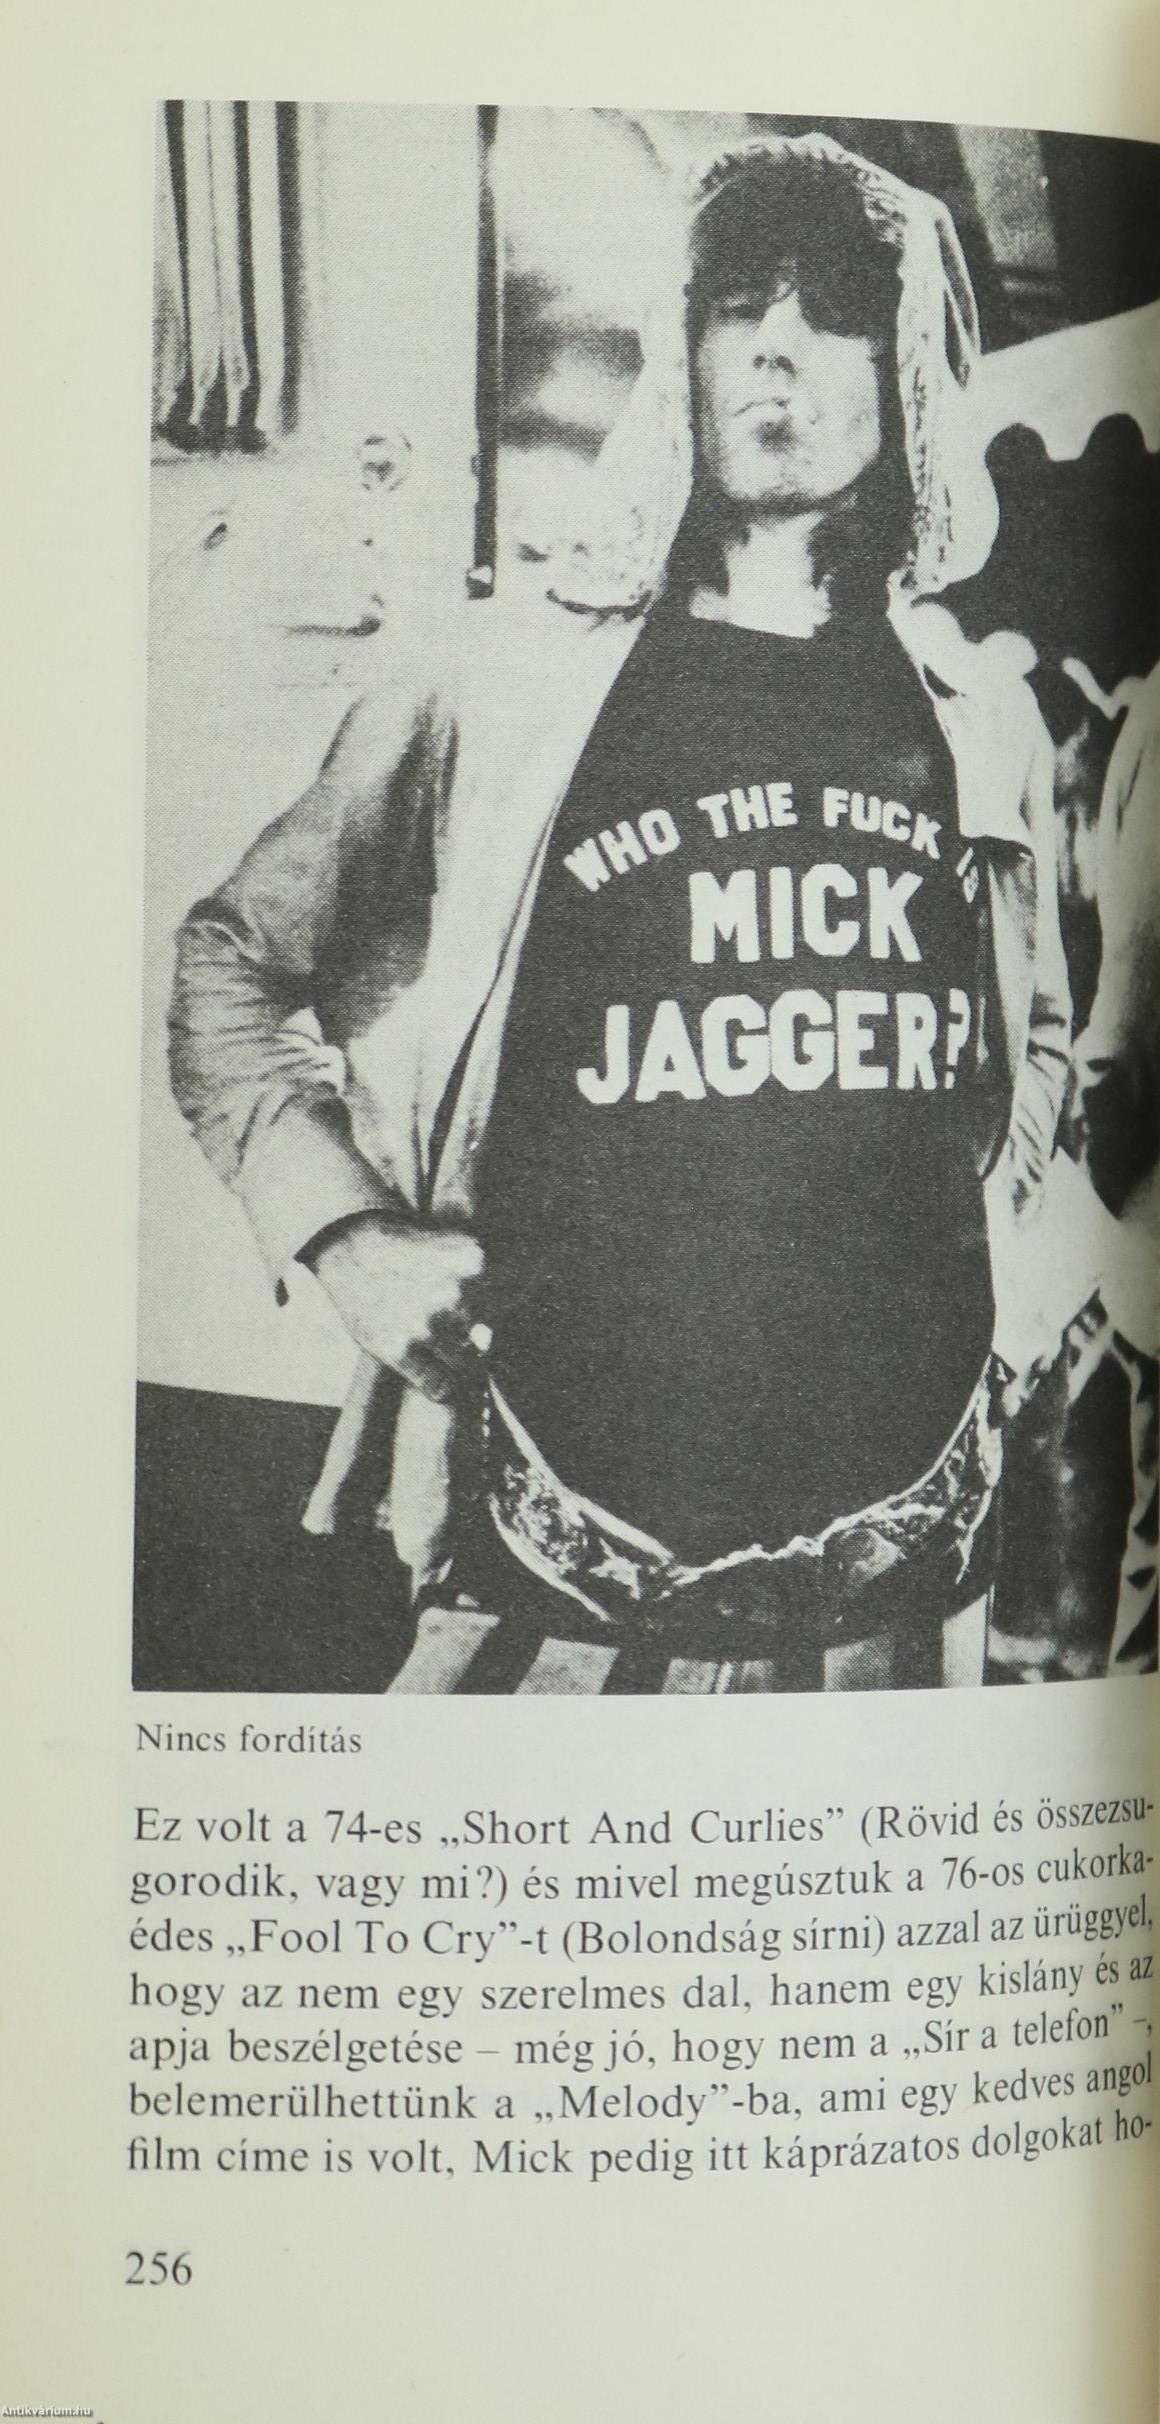 WHO THE FUCK IS
MICK
JAGGER?
Nincs fordítás
Ez volt a 74-es „Short And Curlies” (Rövid és összezsu-
gorodik, vagy mi?) és mivel megúsztuk a 76-os cukorka-
édes „Fool To Cry”-t (Bolondság sírni) azzal az ürüggyel,
hogy az nem egy szerelmes dal, hanem egy kislány és az
apja beszélgetése – még jó, hogy nem a „Sír a telefon” –,
belemerülhettünk a „Melody”-ba, ami egy kedves angol
film címe is volt, Mick pedig itt káprázatos dolgokat ho-
256
Antikvárium.hu